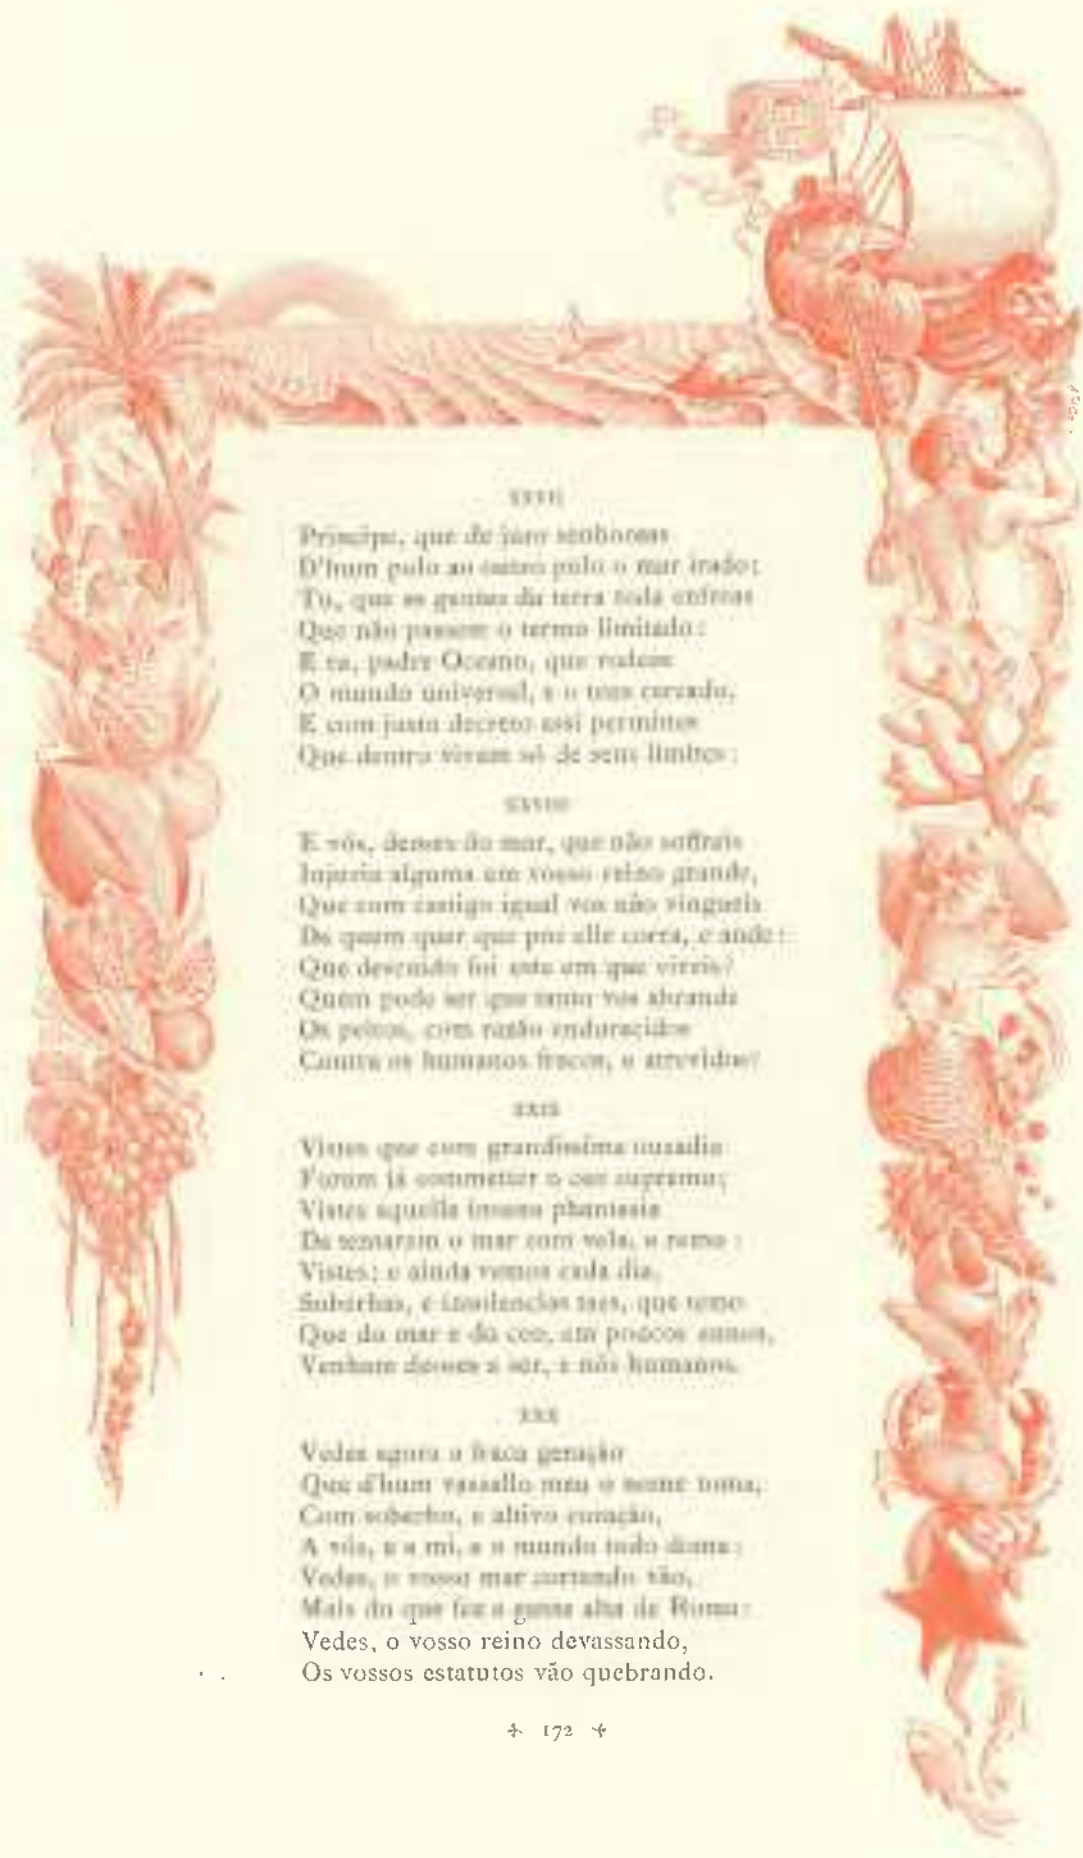 XXVII
Principe, que de juro senhoreas
D'hum polo ao outro polo o mar irado;
Tu, que as gentes da terra toda enfreas
Que não passem o termo limitado:
E tu, padre Oceano, que rodeas
O mundo universal, e o tees cercado,
E com justo decreto assi permittes
Que dentro vivam só de seus limites:
XXVIII
E vós, deoses do mar, que não soffreis
Injuria alguma em vosso reino grande,
Que com castigo igual vos não vingueis
De quem quer que por elle corra, e ande:
Que descuido foi este em que viveis?
Quem pode ser que tanto vos abrande
Os peitos, com razão endurecidos
Contra os humanos fracos, e atrevidos?
XXIX
Vistes que com grandissima ousadia
Foram já commetter o ceo supremo;
Vistes aquella insana phantasia
De tentarem o mar com vela, e remo:
Vistes; e ainda vemos cada dia,
Soberbas, e insolencias taes, que temo
Que do mar e do ceo, em poucos annos,
Venham deoses a ser, e nós humanos.
XXX
Vedes agora a fraca geração
Que d'hum vassallo meu o nome toma,
Com soberbo, e altivo coração,
A vós, e a mi, e o mundo todo doma:
Vedes, o vosso mar cortando vão,
Mais do que fez a gente alta de Roma:
Vedes, o vosso reino devassando,
Os vossos estatutos vão quebrando.
172